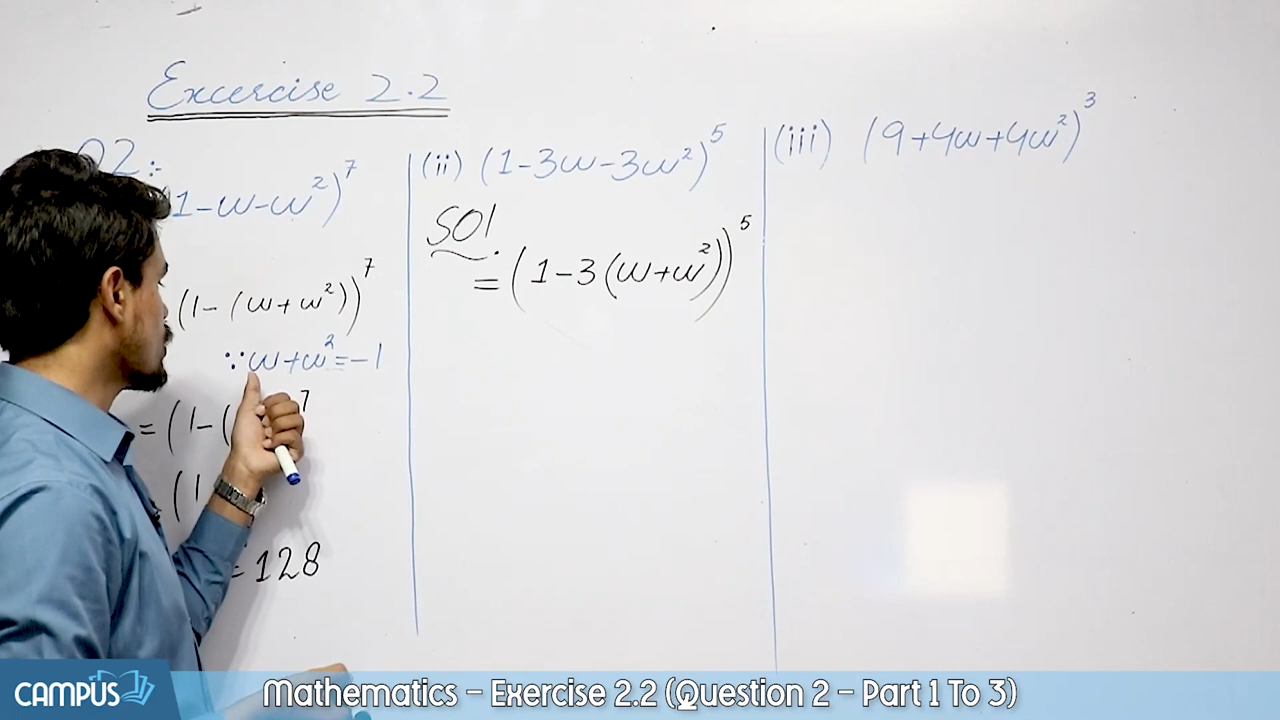 Excercise 2.2
Q2:
1-ω-ω²)⁷
(1-(ω+ω²))⁷
∵ω+ω²=-1
=(1-( 7
(1
=128
(ii) (1-3ω-3ω²)⁵
SOl.
=(1-3(ω+ω²))⁵
(iii) (9+4ω+4ω²)³
CAMPUS
Mathematics – Exercise 2.2 (Question 2 – Part 1 To 3)